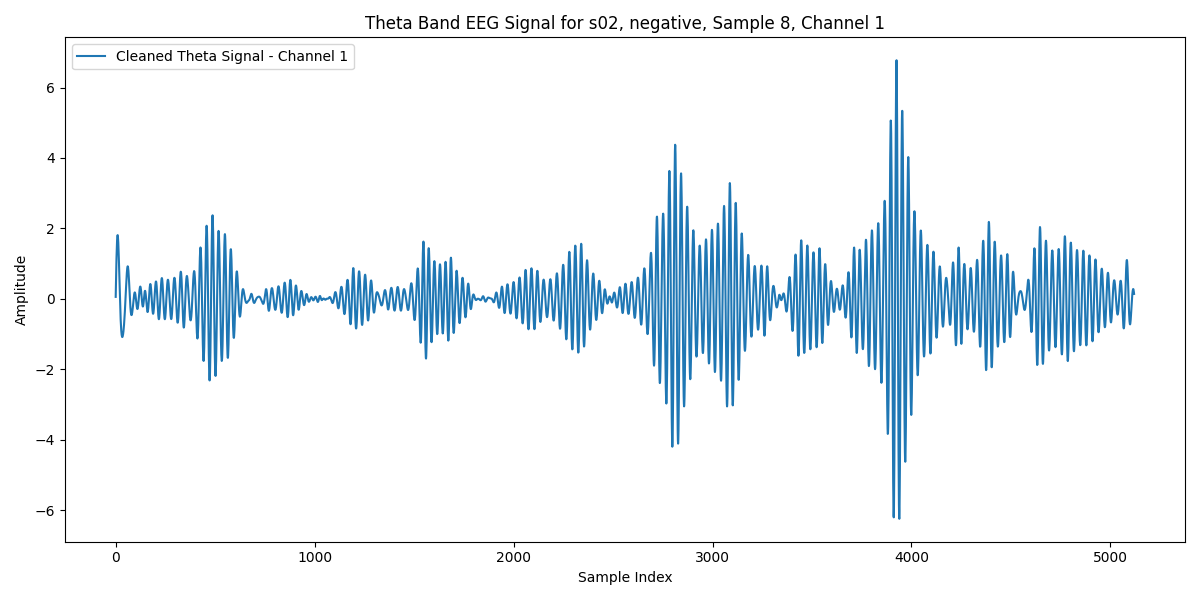 Theta Band EEG Signal for s02, negative, Sample 8, Channel 1
Cleaned Theta Signal - Channel 1
Amplitude
6
4
2
0
−2
−4
−6
0 1000 2000 3000 4000 5000
Sample Index